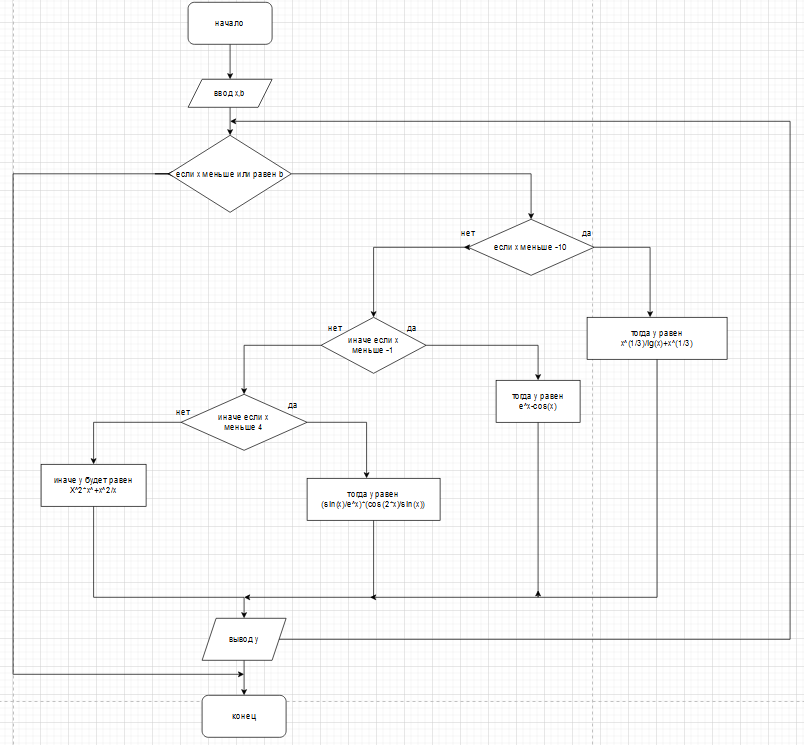 начало
ввод x,b
если x меньше или равен b
нет
да
если x меньше -10
нет
да
иначе если x
меньше -1
тогда y равен
x^(1/3)/lg(x)+x^(1/3)
нет
да
иначе если x
меньше 4
тогда y равен
e^x-cos(x)
иначе y будет равен
X^2*x^+x^2/x
тогда y равен
(sin(x)/e^x)*(cos(2*x)/sin(x))
вывод y
конец